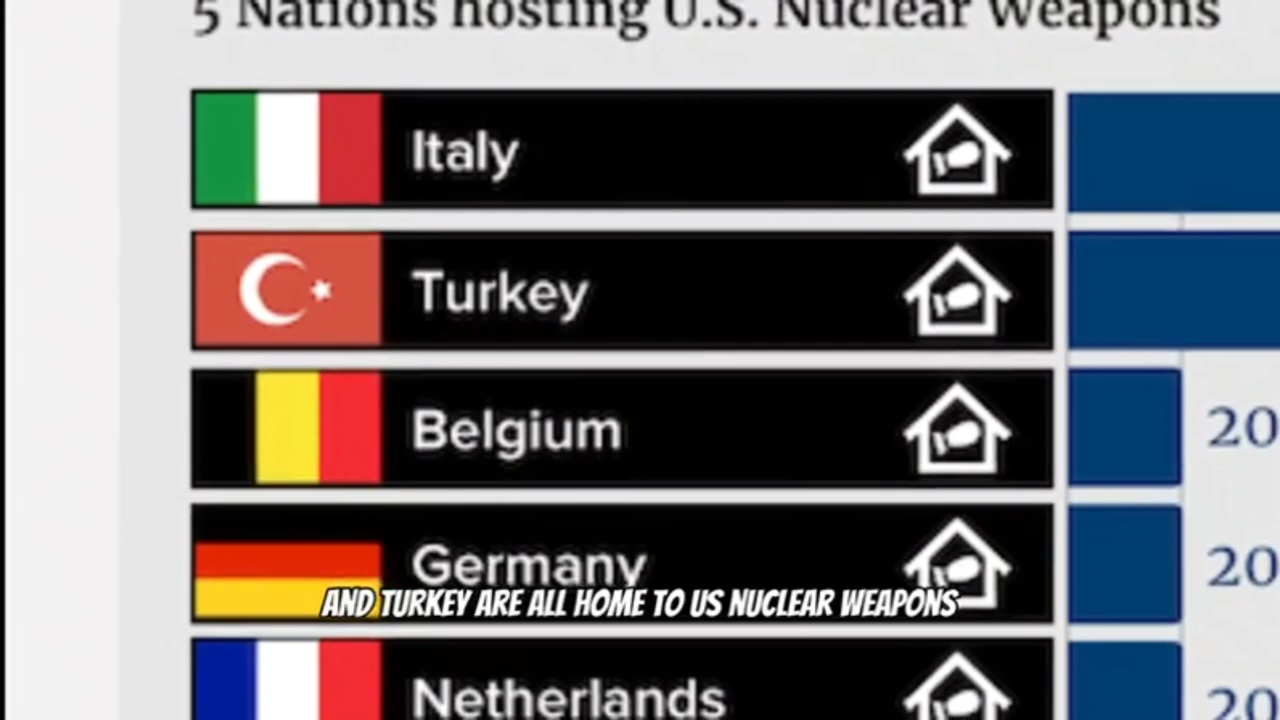 5 Nations hosting U.S. Nuclear Weapons
Italy
Turkey
Belgium
20
Germany
20
AND TURKEY ARE ALL HOME TO US NUCLEAR WEAPONS
Netherlands
20